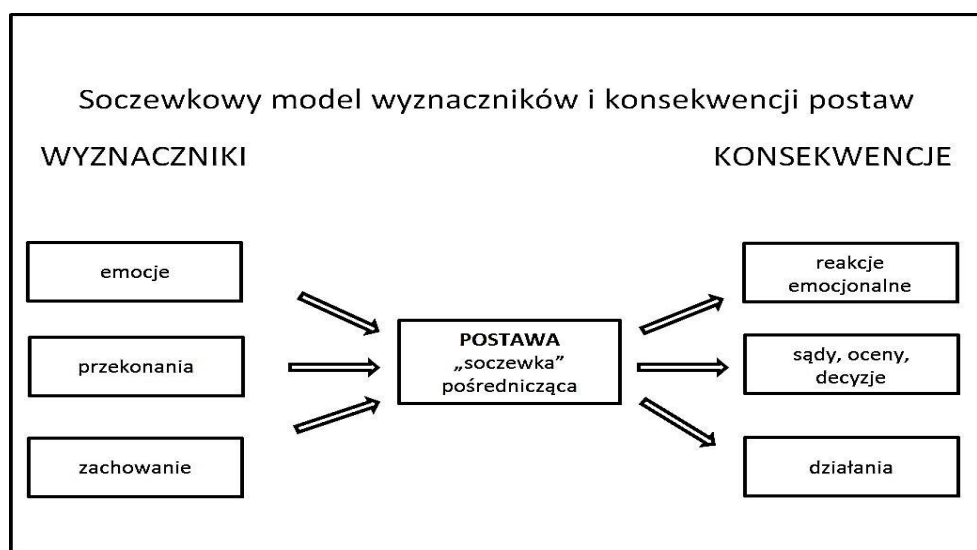 Soczewkowy model wyznaczników i konsekwencji postaw
WYZNACZNIKI
KONSEKWENCJE
emocje
przekonania
zachowanie
POSTAWA
„soczewka”
pośrednicząca
reakcje
emocjonalne
sądy, oceny,
decyzje
działania